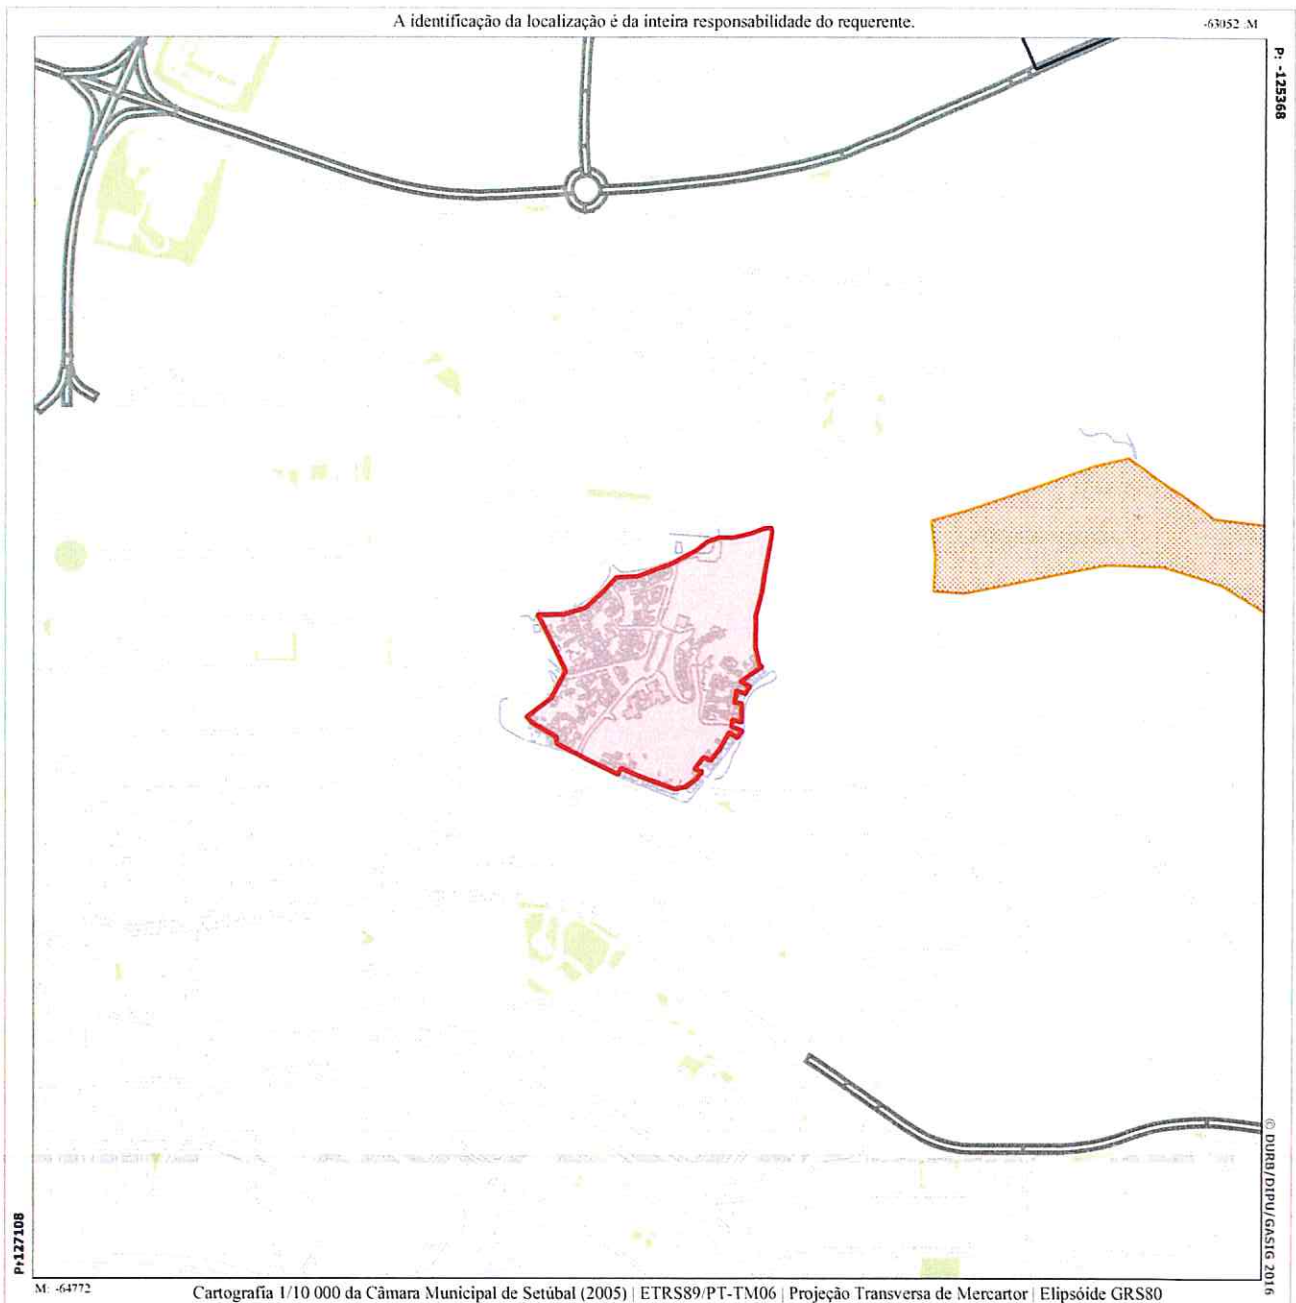 A identificação da localização é da inteira responsabilidade do requerente.
-63052 :M
P: -125368
© DURB/DIPU/GASIG 2016
P:-127108
M: -64772
Cartografia 1/10 000 da Câmara Municipal de Setúbal (2005) | ETRS89/PT-TM06 | Projeção Transversa de Mercartor | Elipsóide GRS80